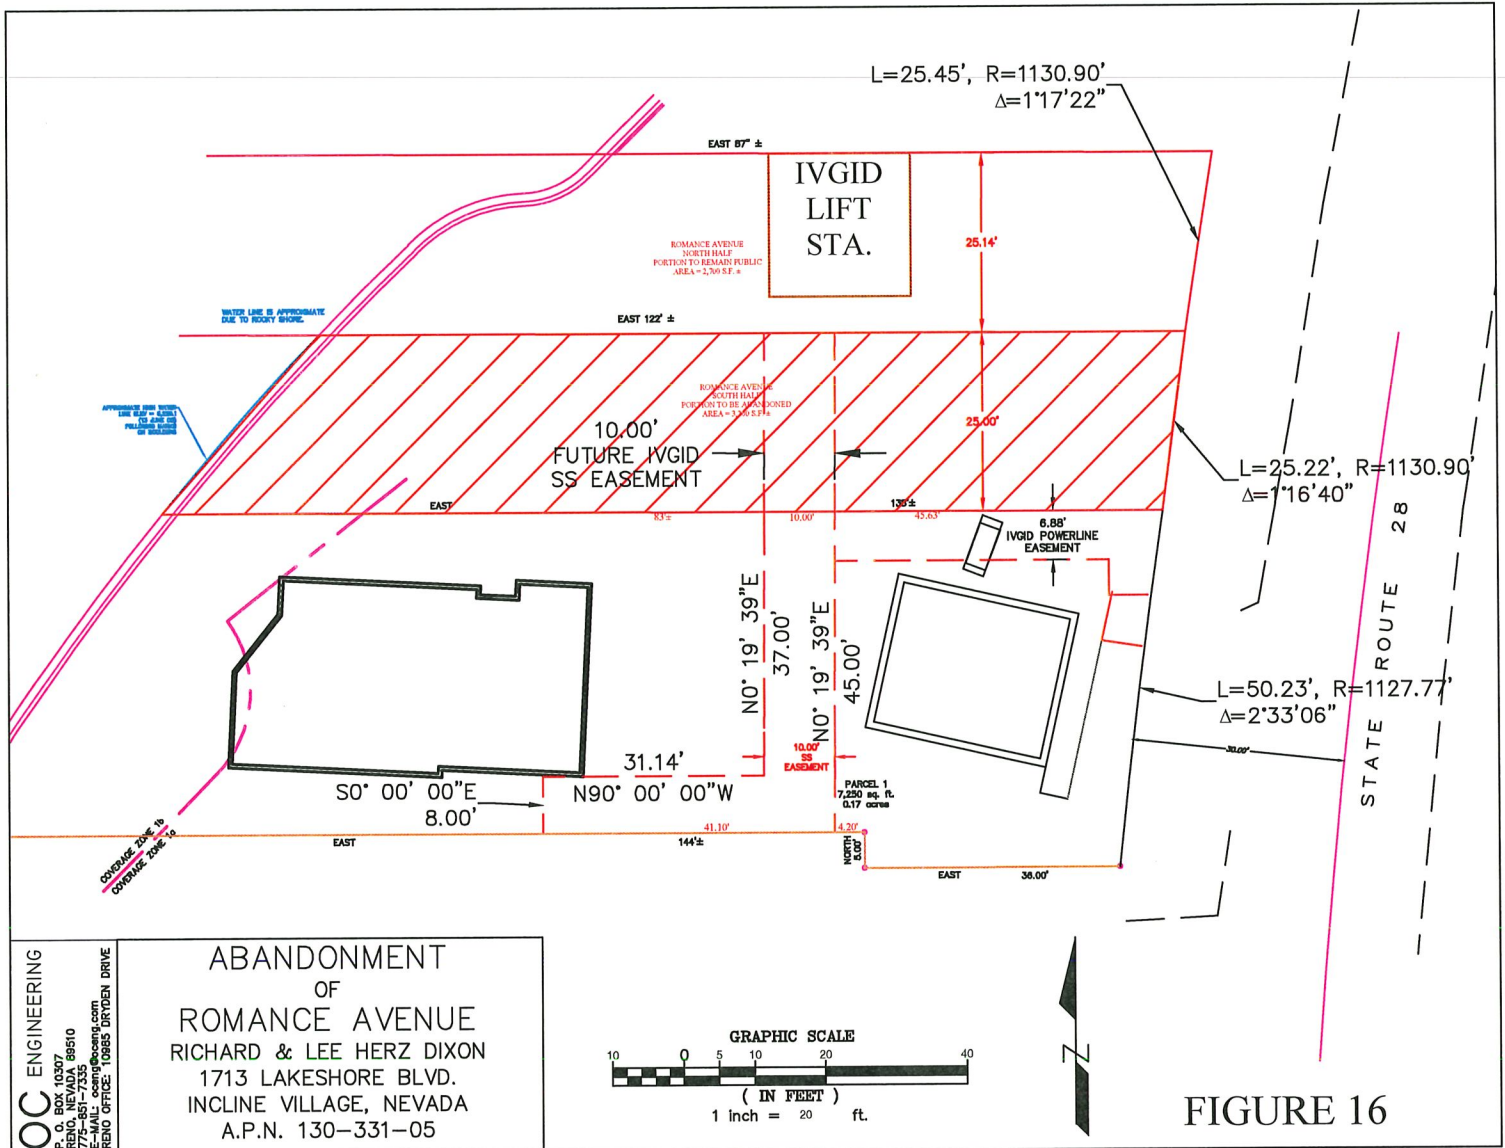 L=25.45', R=1130.90'
Δ=1°17'22"
EAST 87' ±
IVGID
LIFT
STA.
25.14'
ROMANCE AVENUE
NORTH HALF
PORTION TO REMAIN PUBLIC
AREA = 2,700 S.F. ±
WATER LINE IS APPROXIMATE
DUE TO ROCKY SHORE.
EAST 122' ±
APPROXIMATE HIGH WATER
ROMANCE AVENUE
SOUTH HALF
PORTION TO BE ABANDONED
AREA = S.F. ±
25.00'
10.00'
FUTURE IVGID
SS EASEMENT
L=25.22', R=1130.90'
Δ=1°16'40"
EAST
135'±
83'±
10.00'
45.63'
6.88'
IVGID POWERLINE
EASEMENT
N0° 19' 39"E
37.00'
N0° 19' 39"E
45.00'
L=50.23', R=1127.77'
Δ=2°33'06"
STATE ROUTE 28
30.00'
10.00'
SS
EASEMENT
31.14'
N90° 00' 00"W
S0° 00' 00"E
8.00'
PARCEL 1
7,250 sq. ft.
0.17 acres
41.10'
4.20'
EAST
144'±
NORTH
5.00'
EAST
36.00'
COVERAGE ZONE 1b
COVERAGE ZONE 1a
OC ENGINEERING
P. O. BOX 10307
RENO, NEVADA 89510
775-851-7335
E-MAIL: oceng@oceng.com
RENO OFFICE: 10985 DRYDEN DRIVE
ABANDONMENT
OF
ROMANCE AVENUE
RICHARD & LEE HERZ DIXON
1713 LAKESHORE BLVD.
INCLINE VILLAGE, NEVADA
A.P.N. 130-331-05
GRAPHIC SCALE
10 0 5 10 20 40
( IN FEET )
1 inch = 20 ft.
N
FIGURE 16